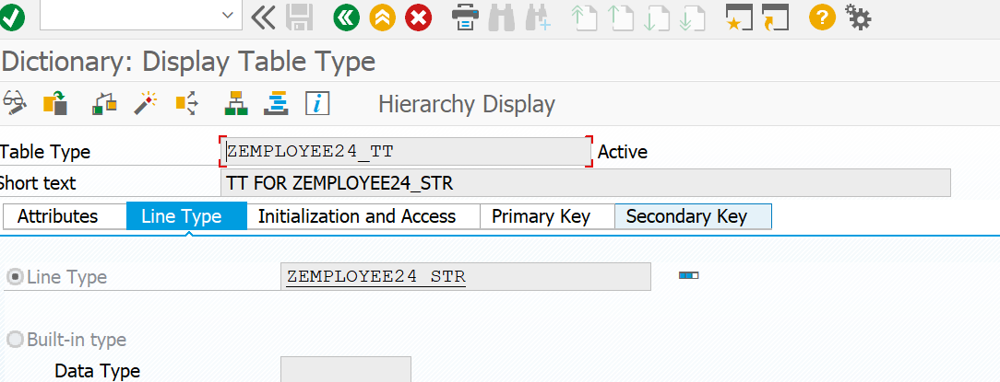 Dictionary: Display Table Type
Hierarchy Display
Table Type ZEMPLOYEE24_TT Active
Short text TT FOR ZEMPLOYEE24_STR
Attributes Line Type Initialization and Access Primary Key Secondary Key
Line Type ZEMPLOYEE24_STR
Built-in type
Data Type